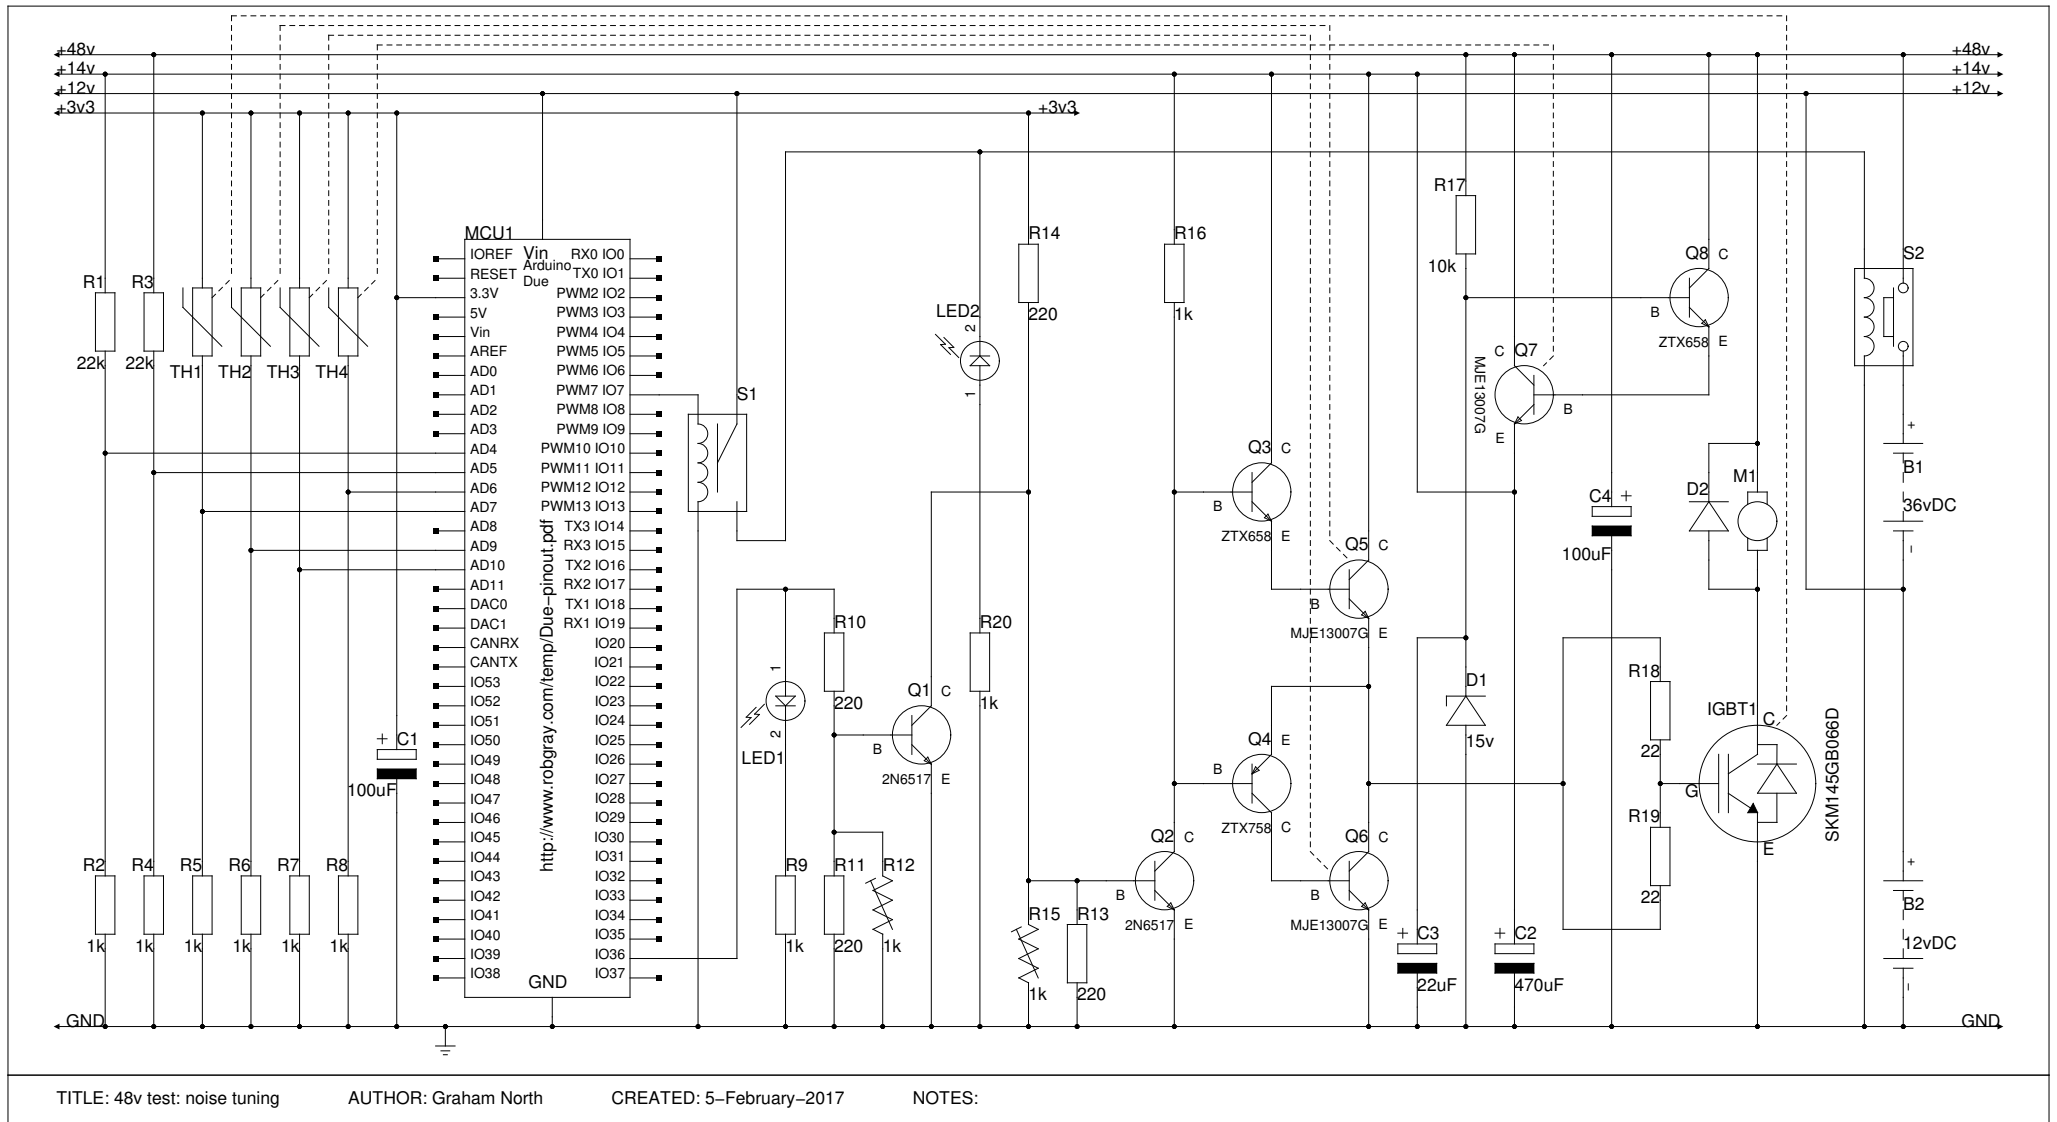 +48v +48v
+14v +14v
+12v +12v
+3v3 +3v3
R17
10k
R14
220
R16
1k
Q8 C
B
ZTX658 E
S2
MCU1
Vin
Arduino
Due
IOREF RX0 IO0
RESET TX0 IO1
3.3V PWM2 IO2
5V PWM3 IO3
Vin PWM4 IO4
AREF PWM5 IO5
AD0 PWM6 IO6
AD1 PWM7 IO7
AD2 PWM8 IO8
AD3 PWM9 IO9
AD4 PWM10 IO10
AD5 PWM11 IO11
AD6 PWM12 IO12
AD7 PWM13 IO13
AD8 TX3 IO14
AD9 RX3 IO15
AD10 TX2 IO16
AD11 RX2 IO17
DAC0 TX1 IO18
DAC1 RX1 IO19
CANRX IO20
CANTX IO21
IO53 IO22
IO52 IO23
IO51 IO24
IO50 IO25
IO49 IO26
IO48 IO27
IO47 IO28
IO46 IO29
IO45 IO30
IO44 IO31
IO43 IO32
IO42 IO33
IO41 IO34
IO40 IO35
IO39 IO36
IO38 IO37
GND
http://www.robgray.com/temp/Due−pinout.pdf
R1
22k
R3
22k
TH1 TH2 TH3 TH4
LED2
2
1
S1
C Q7
MJE13007G
B
E
Q3 C
B
ZTX658 E
Q5 C
B
MJE13007G E
C4 +
100uF
D2
M1
+
B1
36vDC
−
R10
220
Q1 C
B
2N6517 E
R20
1k
1
2
LED1
+ C1
100uF
D1
15v
R18
22
IGBT1
C
G
E
SKM145GB066D
R19
22
Q4 E
B
ZTX758 C
Q2 C
B
2N6517 E
Q6 C
B
MJE13007G E
R2
1k
R4
1k
R5
1k
R6
1k
R7
1k
R8
1k
R9
1k
R11
220
R12
1k
R15
1k
R13
220
+ C3
22uF
+ C2
470uF
+
B2
12vDC
−
GND GND
TITLE: 48v test: noise tuning AUTHOR: Graham North CREATED: 5−February−2017 NOTES: